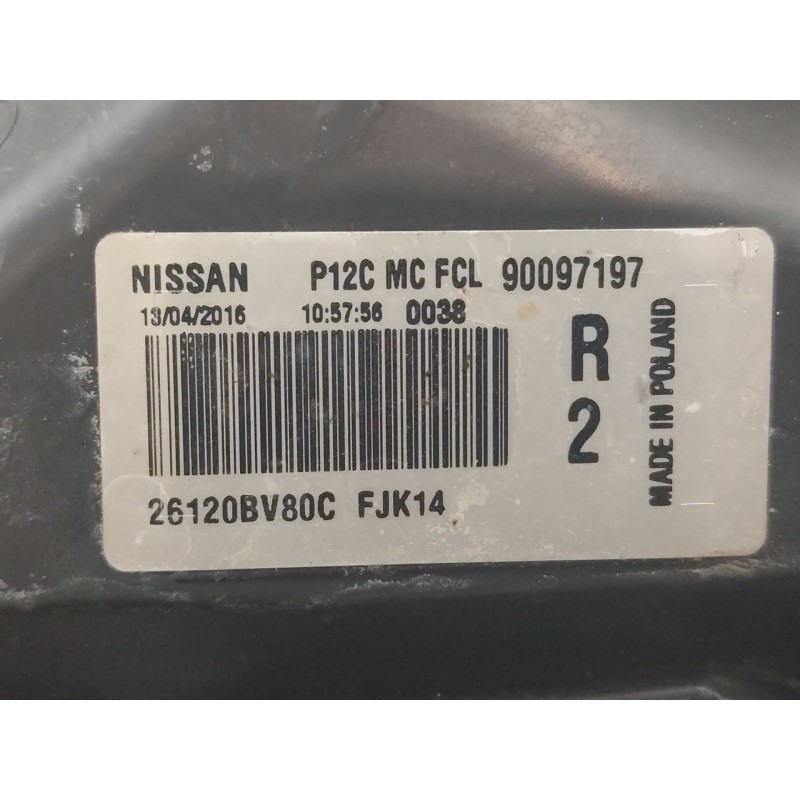 NISSAN P12C MC FCL 90097197
13/04/2016 10:57:56 0038
R
2
26120BV80C FJK14
MADE IN POLAND